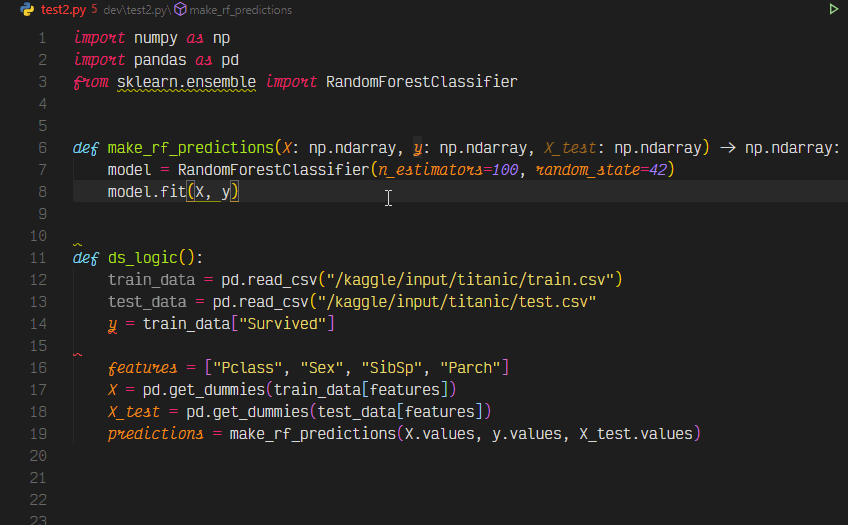 test2.py 5 dev\test2.py\ make_rf_predictions
1 import numpy as np
2 import pandas as pd
3 from sklearn.ensemble import RandomForestClassifier
4
5
6 def make_rf_predictions(X: np.ndarray, y: np.ndarray, X_test: np.ndarray) → np.ndarray:
7 model = RandomForestClassifier(n_estimators=100, random_state=42)
8 model.fit(X, y)
9
10
11 def ds_logic():
12 train_data = pd.read_csv("/kaggle/input/titanic/train.csv")
13 test_data = pd.read_csv("/kaggle/input/titanic/test.csv"
14 y = train_data["Survived"]
15
16 features = ["Pclass", "Sex", "SibSp", "Parch"]
17 X = pd.get_dummies(train_data[features])
18 X_test = pd.get_dummies(test_data[features])
19 predictions = make_rf_predictions(X.values, y.values, X_test.values)
20
21
22
23